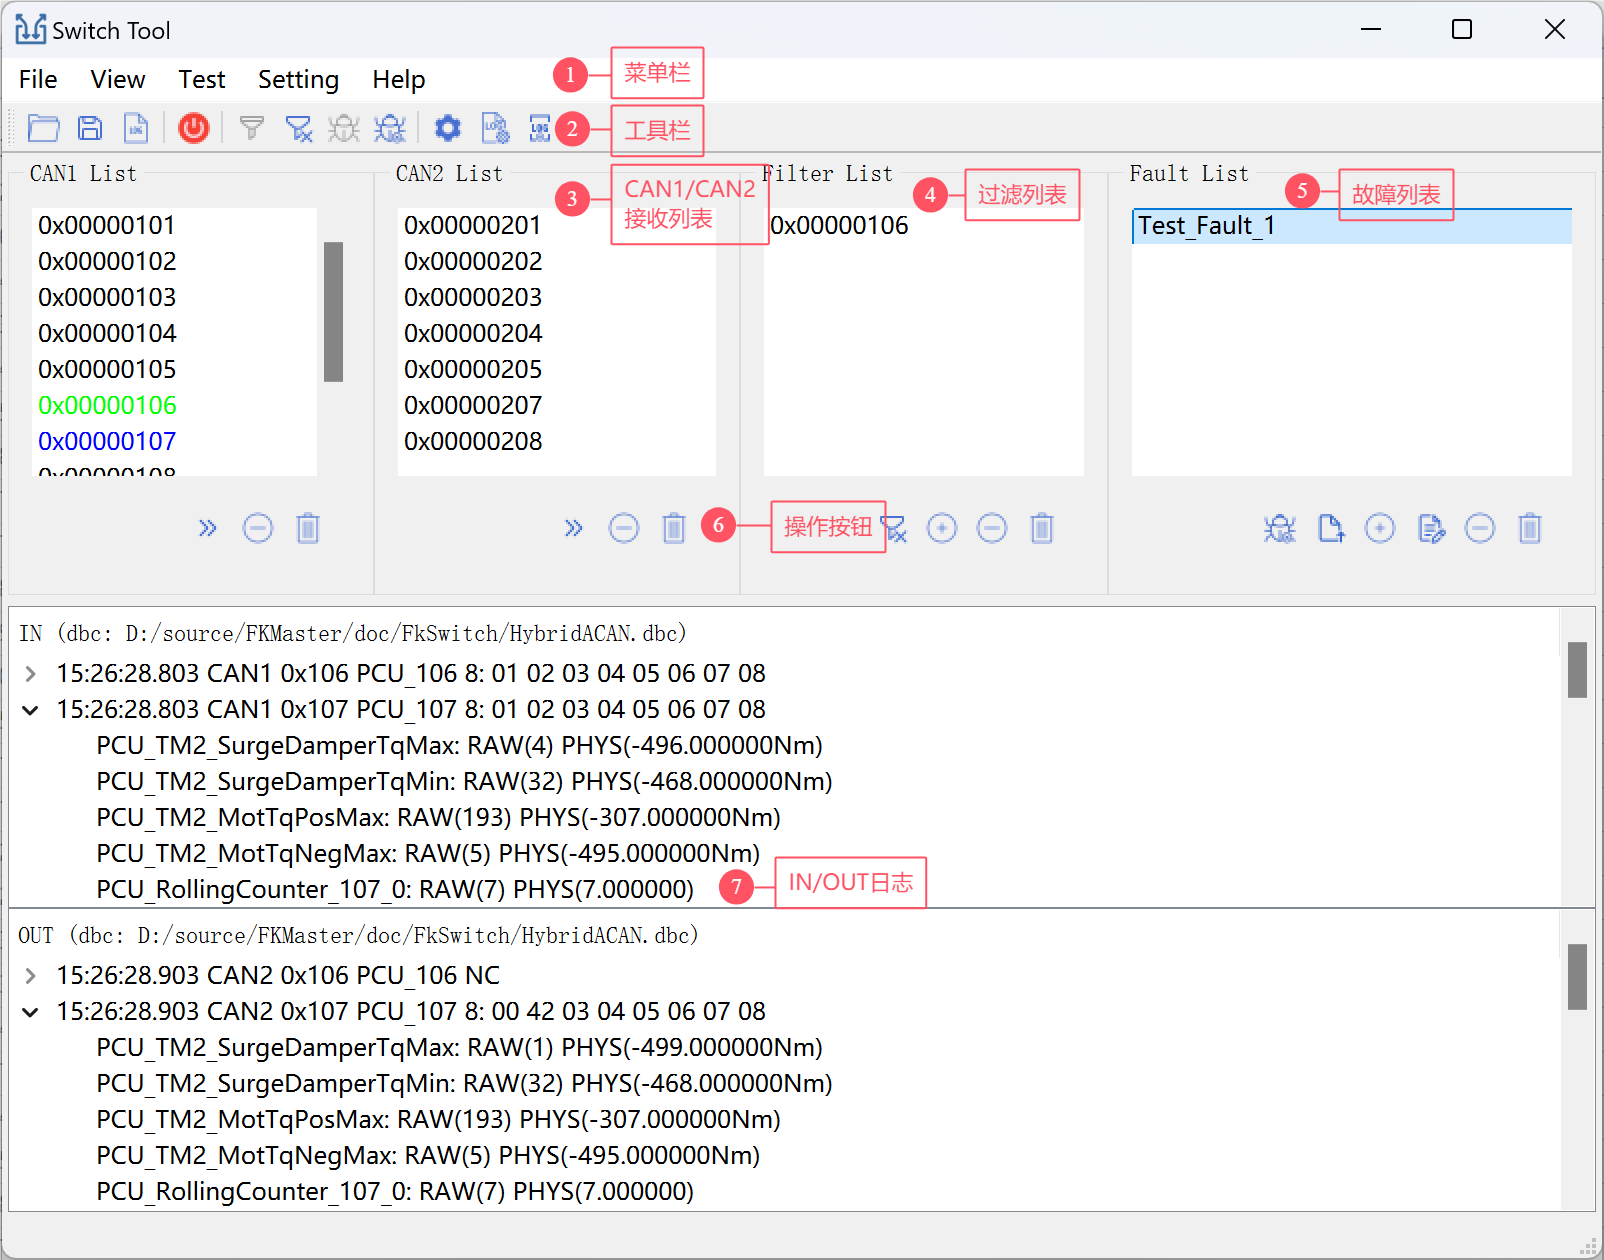 Switch Tool
File View Test Setting Help
1 菜单栏
LOG LOG LOG 2 工具栏
CAN1 List
0x00000101
0x00000102
0x00000103
0x00000104
0x00000105
0x00000106
0x00000107
0x00000108
CAN2 List
0x00000201
0x00000202
0x00000203
0x00000204
0x00000205
0x00000207
0x00000208
3 CAN1/CAN2
接收列表
Filter List
4 过滤列表
0x00000106
Fault List
5 故障列表
Test_Fault_1
6 操作按钮
IN (dbc: D:/source/FKMaster/doc/FkSwitch/HybridACAN.dbc)
15:26:28.803 CAN1 0x106 PCU_106 8: 01 02 03 04 05 06 07 08
15:26:28.803 CAN1 0x107 PCU_107 8: 01 02 03 04 05 06 07 08
PCU_TM2_SurgeDamperTqMax: RAW(4) PHYS(-496.000000Nm)
PCU_TM2_SurgeDamperTqMin: RAW(32) PHYS(-468.000000Nm)
PCU_TM2_MotTqPosMax: RAW(193) PHYS(-307.000000Nm)
PCU_TM2_MotTqNegMax: RAW(5) PHYS(-495.000000Nm)
PCU_RollingCounter_107_0: RAW(7) PHYS(7.000000)
7 IN/OUT日志
OUT (dbc: D:/source/FKMaster/doc/FkSwitch/HybridACAN.dbc)
15:26:28.903 CAN2 0x106 PCU_106 NC
15:26:28.903 CAN2 0x107 PCU_107 8: 00 42 03 04 05 06 07 08
PCU_TM2_SurgeDamperTqMax: RAW(1) PHYS(-499.000000Nm)
PCU_TM2_SurgeDamperTqMin: RAW(32) PHYS(-468.000000Nm)
PCU_TM2_MotTqPosMax: RAW(193) PHYS(-307.000000Nm)
PCU_TM2_MotTqNegMax: RAW(5) PHYS(-495.000000Nm)
PCU_RollingCounter_107_0: RAW(7) PHYS(7.000000)